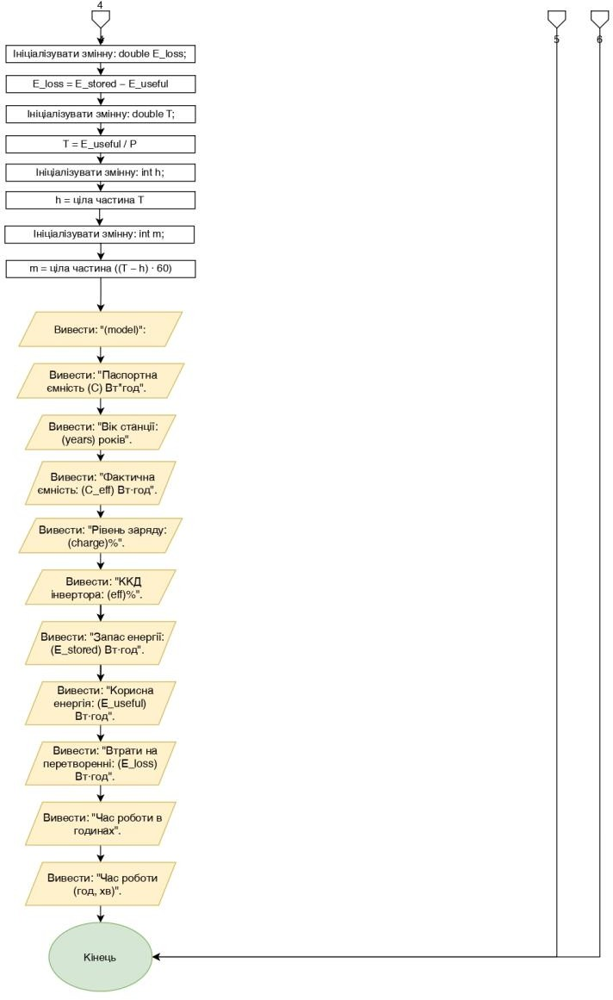 4
5
6
Ініціалізувати змінну: double E_loss;
E_loss = E_stored − E_useful
Ініціалізувати змінну: double T;
T = E_useful / P
Ініціалізувати змінну: int h;
h = ціла частина T
Ініціалізувати змінну: int m;
m = ціла частина ((T − h) · 60)
Вивести: "(model)":
Вивести: "Паспортна
ємність (C) Вт*год".
Вивести: "Вік станції:
(years) років".
Вивести: "Фактична
ємність: (C_eff) Вт·год".
Вивести: "Рівень заряду:
(charge)%".
Вивести: "ККД
інвертора: (eff)%".
Вивести: "Запас енергії:
(E_stored) Вт·год".
Вивести: "Корисна
енергія: (E_useful)
Вт·год".
Вивести: "Втрати на
перетворенні: (E_loss)
Вт·год".
Вивести: "Час роботи в
годинах".
Вивести: "Час роботи
(год, хв)".
Кінець